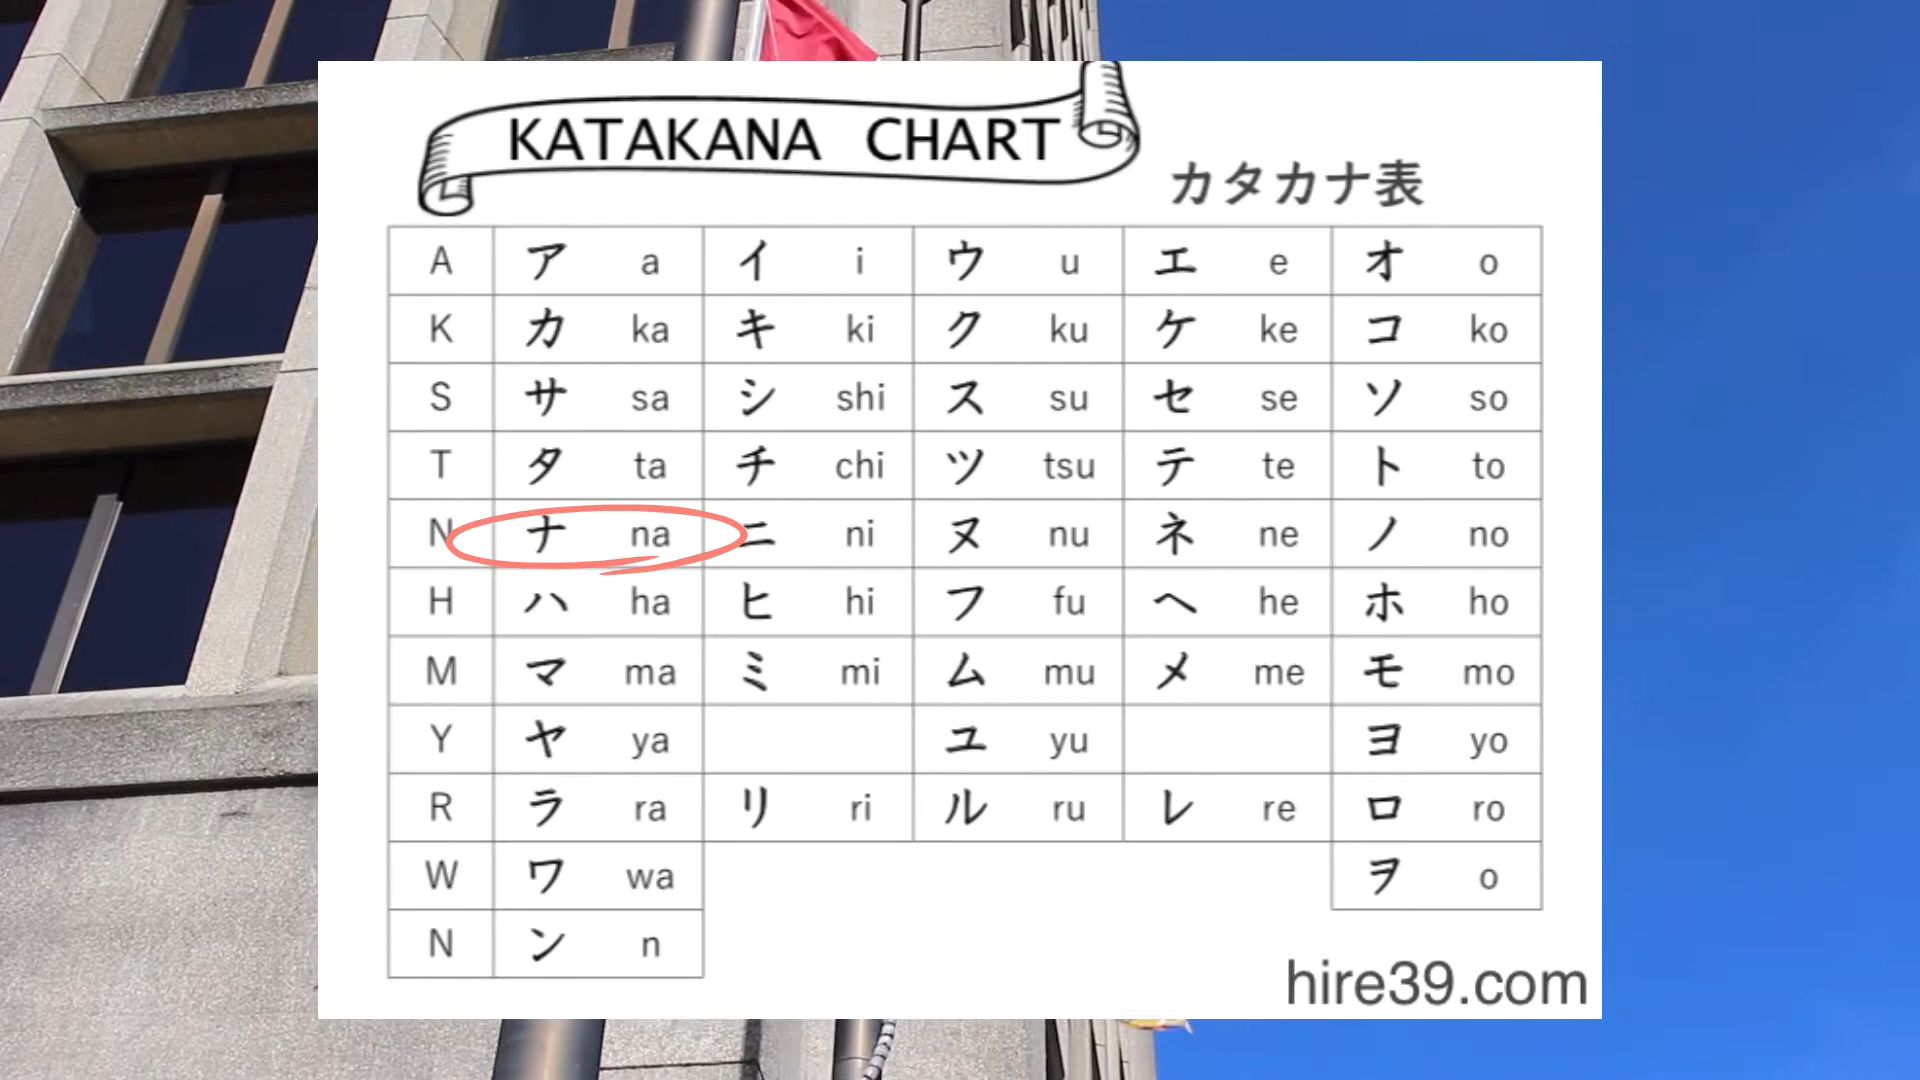 KATAKANA CHART
カタカナ表
A ア a イ i ウ u エ e オ o
K カ ka キ ki ク ku ケ ke コ ko
S サ sa シ shi ス su セ se ソ so
T タ ta チ chi ツ tsu テ te ト to
N ナ na ニ ni ヌ nu ネ ne ノ no
H ハ ha ヒ hi フ fu ヘ he ホ ho
M マ ma ミ mi ム mu メ me モ mo
Y ヤ ya ユ yu ヨ yo
R ラ ra リ ri ル ru レ re ロ ro
W ワ wa ヲ o
N ン n
hire39.com